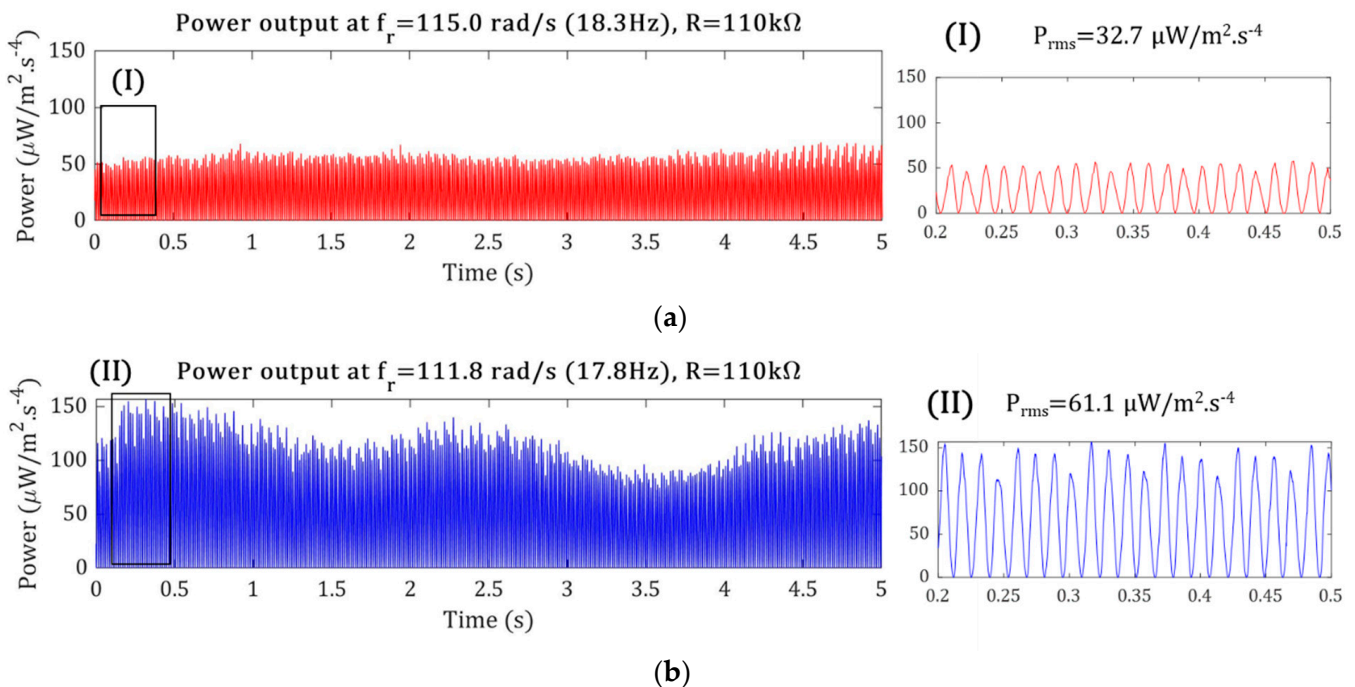 Power output at fr=115.0 rad/s (18.3Hz), R=110kΩ
(I) Prms=32.7 μW/m².s⁻⁴
Power (μW/m².s⁻⁴)
150
100
50
0
(I)
0 0.5 1 1.5 2 2.5 3 3.5 4 4.5 5
Time (s)
150
100
50
0
0.2 0.25 0.3 0.35 0.4 0.45 0.5
(a)
(II) Power output at fr=111.8 rad/s (17.8Hz), R=110kΩ
(II) Prms=61.1 μW/m².s⁻⁴
Power (μW/m².s⁻⁴)
150
100
50
0
0 0.5 1 1.5 2 2.5 3 3.5 4 4.5 5
Time (s)
150
100
50
0
0.2 0.25 0.3 0.35 0.4 0.45 0.5
(b)